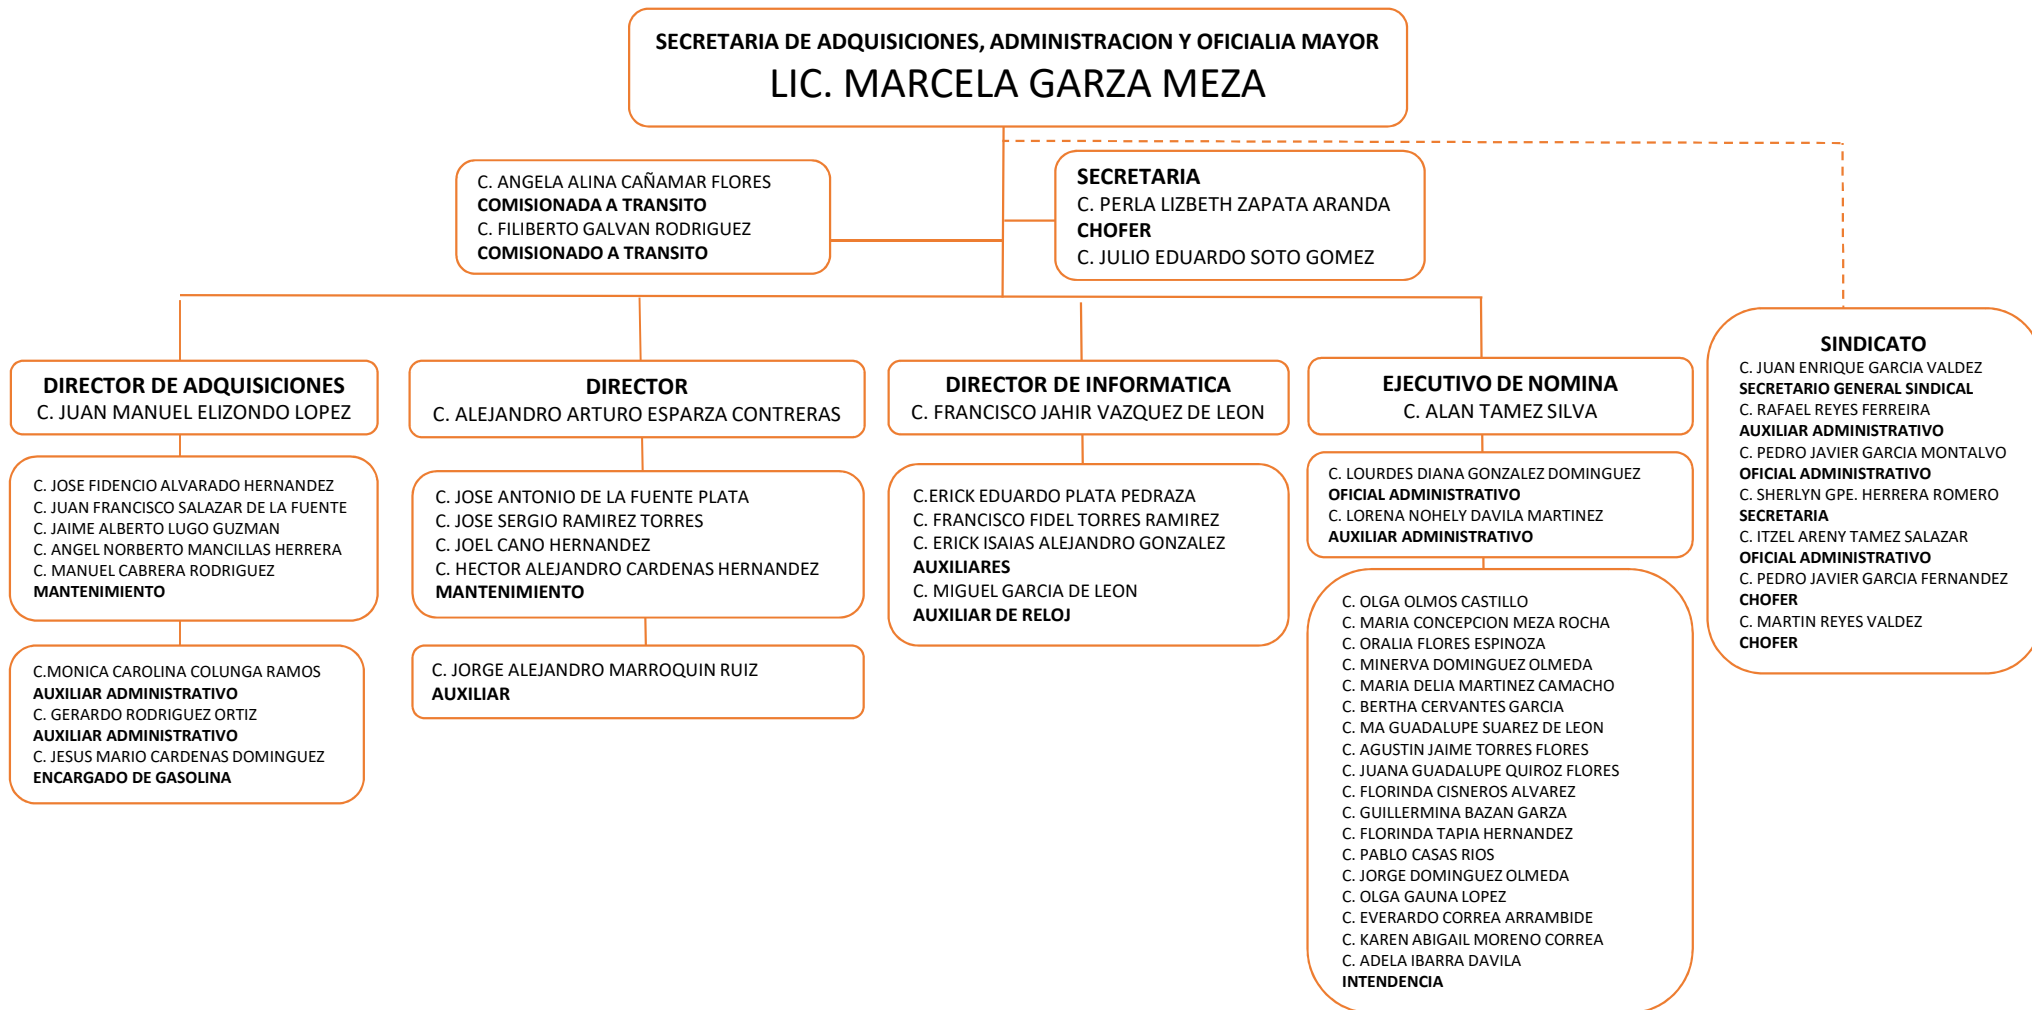 SECRETARIA DE ADQUISICIONES, ADMINISTRACION Y OFICIALIA MAYOR
LIC. MARCELA GARZA MEZA
C. ANGELA ALINA CAÑAMAR FLORES
COMISIONADA A TRANSITO
C. FILIBERTO GALVAN RODRIGUEZ
COMISIONADO A TRANSITO
SECRETARIA
C. PERLA LIZBETH ZAPATA ARANDA
CHOFER
C. JULIO EDUARDO SOTO GOMEZ
DIRECTOR DE ADQUISICIONES
C. JUAN MANUEL ELIZONDO LOPEZ
C. JOSE FIDENCIO ALVARADO HERNANDEZ
C. JUAN FRANCISCO SALAZAR DE LA FUENTE
C. JAIME ALBERTO LUGO GUZMAN
C. ANGEL NORBERTO MANCILLAS HERRERA
C. MANUEL CABRERA RODRIGUEZ
MANTENIMIENTO
C.MONICA CAROLINA COLUNGA RAMOS
AUXILIAR ADMINISTRATIVO
C. GERARDO RODRIGUEZ ORTIZ
AUXILIAR ADMINISTRATIVO
C. JESUS MARIO CARDENAS DOMINGUEZ
ENCARGADO DE GASOLINA
DIRECTOR
C. ALEJANDRO ARTURO ESPARZA CONTRERAS
C. JOSE ANTONIO DE LA FUENTE PLATA
C. JOSE SERGIO RAMIREZ TORRES
C. JOEL CANO HERNANDEZ
C. HECTOR ALEJANDRO CARDENAS HERNANDEZ
MANTENIMIENTO
C. JORGE ALEJANDRO MARROQUIN RUIZ
AUXILIAR
DIRECTOR DE INFORMATICA
C. FRANCISCO JAHIR VAZQUEZ DE LEON
C.ERICK EDUARDO PLATA PEDRAZA
C. FRANCISCO FIDEL TORRES RAMIREZ
C. ERICK ISAIAS ALEJANDRO GONZALEZ
AUXILIARES
C. MIGUEL GARCIA DE LEON
AUXILIAR DE RELOJ
EJECUTIVO DE NOMINA
C. ALAN TAMEZ SILVA
C. LOURDES DIANA GONZALEZ DOMINGUEZ
OFICIAL ADMINISTRATIVO
C. LORENA NOHELY DAVILA MARTINEZ
AUXILIAR ADMINISTRATIVO
C. OLGA OLMOS CASTILLO
C. MARIA CONCEPCION MEZA ROCHA
C. ORALIA FLORES ESPINOZA
C. MINERVA DOMINGUEZ OLMEDA
C. MARIA DELIA MARTINEZ CAMACHO
C. BERTHA CERVANTES GARCIA
C. MA GUADALUPE SUAREZ DE LEON
C. AGUSTIN JAIME TORRES FLORES
C. JUANA GUADALUPE QUIROZ FLORES
C. FLORINDA CISNEROS ALVAREZ
C. GUILLERMINA BAZAN GARZA
C. FLORINDA TAPIA HERNANDEZ
C. PABLO CASAS RIOS
C. JORGE DOMINGUEZ OLMEDA
C. OLGA GAUNA LOPEZ
C. EVERARDO CORREA ARRAMBIDE
C. KAREN ABIGAIL MORENO CORREA
C. ADELA IBARRA DAVILA
INTENDENCIA
SINDICATO
C. JUAN ENRIQUE GARCIA VALDEZ
SECRETARIO GENERAL SINDICAL
C. RAFAEL REYES FERREIRA
AUXILIAR ADMINISTRATIVO
C. PEDRO JAVIER GARCIA MONTALVO
OFICIAL ADMINISTRATIVO
C. SHERLYN GPE. HERRERA ROMERO
SECRETARIA
C. ITZEL ARENY TAMEZ SALAZAR
OFICIAL ADMINISTRATIVO
C. PEDRO JAVIER GARCIA FERNANDEZ
CHOFER
C. MARTIN REYES VALDEZ
CHOFER